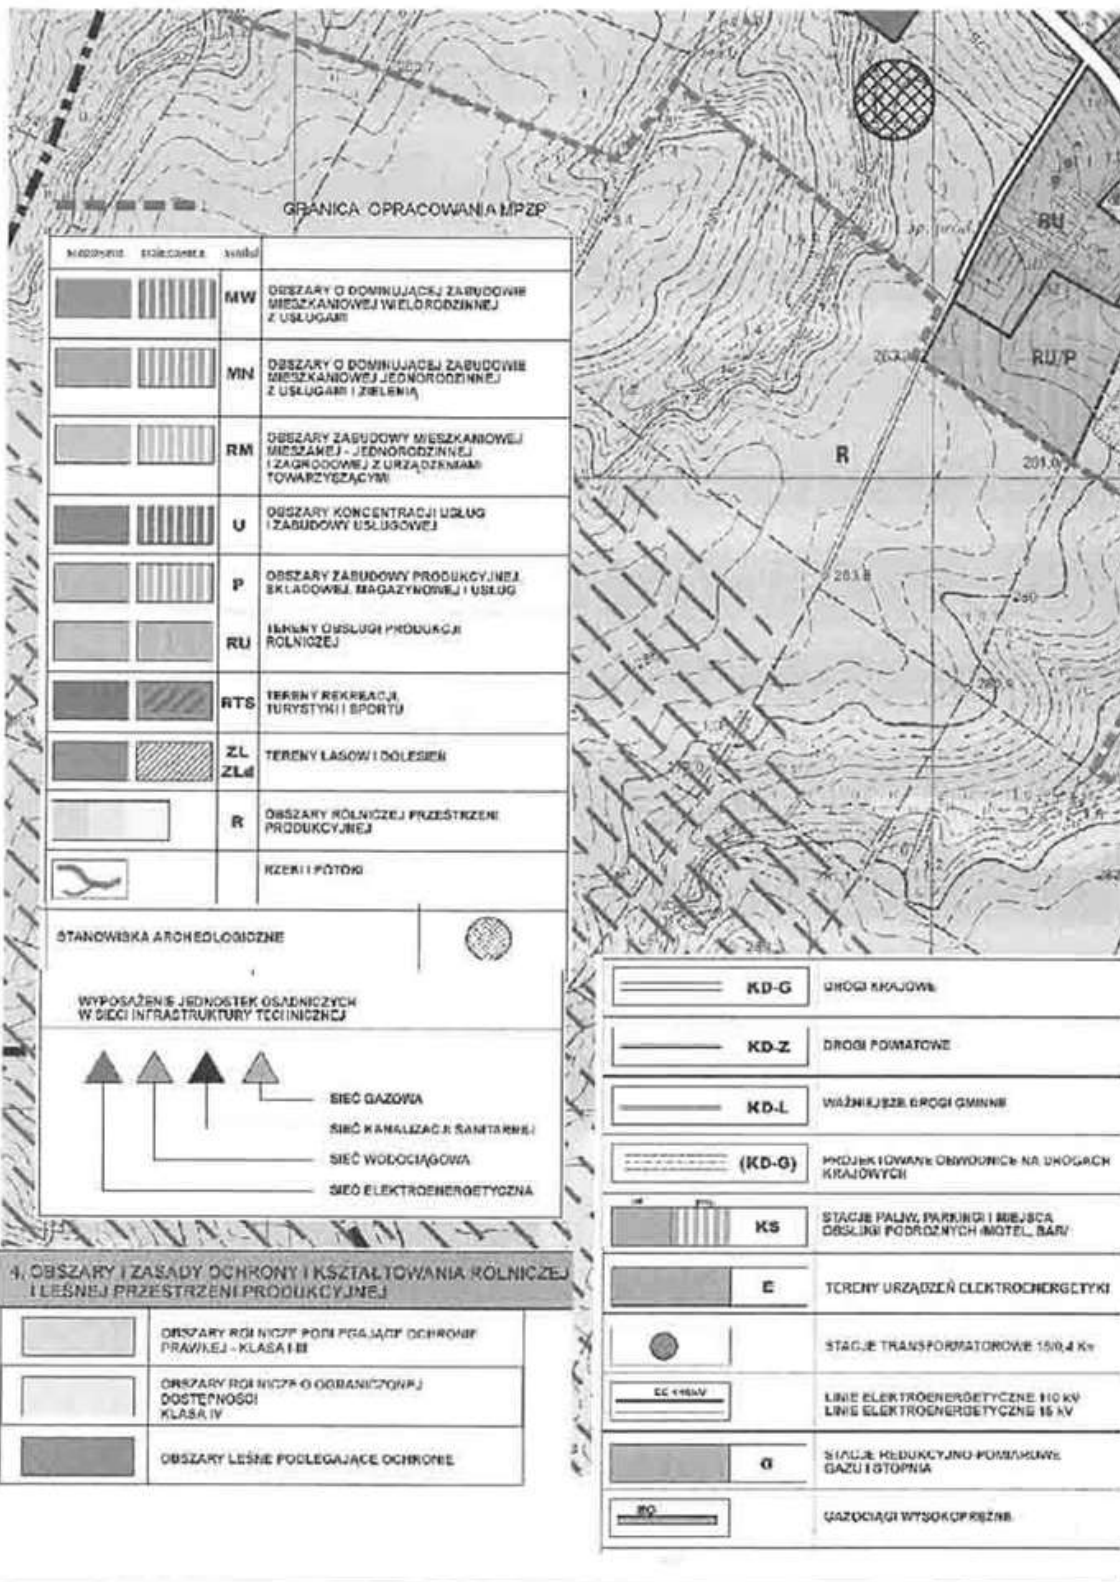 GRANICA OPRACOWANIA MPZP
RU
RU/P
R
263.8
280
MW
OBSZARY O DOMINUJĄCEJ ZABUDOWIE
MIESZKANIOWEJ WIELORODZINNEJ
Z USŁUGAMI
MN
OBSZARY O DOMINUJĄCEJ ZABUDOWIE
MIESZKANIOWEJ JEDNORODZINNEJ
Z USŁUGAMI I ZIELENIĄ
RM
OBSZARY ZABUDOWY MIESZKANIOWEJ
MIESZANEJ - JEDNORODZINNEJ
I ZAGRODOWEJ Z URZĄDZENIAMI
TOWARZYSZĄCYMI
U
OBSZARY KONCENTRACJI USŁUG
I ZABUDOWY USŁUGOWEJ
P
OBSZARY ZABUDOWY PRODUKCYJNEJ,
SKŁADOWEJ, MAGAZYNOWEJ I USŁUG
RU
TERENY OBSŁUGI PRODUKCJI
ROLNICZEJ
RTS
TERENY REKREACJI,
TURYSTYKI I SPORTU
ZL
ZLd
TERENY LASÓW I DOLESIEŃ
R
OBSZARY ROLNICZEJ PRZESTRZENI
PRODUKCYJNEJ
RZEKI I POTOKI
STANOWISKA ARCHEOLOGICZNE
WYPOSAŻENIE JEDNOSTEK OSADNICZYCH
W SIECI INFRASTRUKTURY TECHNICZNEJ
SIEĆ GAZOWA
SIEĆ KANALIZACJI SANITARNEJ
SIEĆ WODOCIĄGOWA
SIEĆ ELEKTROENERGETYCZNA
4. OBSZARY I ZASADY OCHRONY I KSZTAŁTOWANIA ROLNICZEJ
I LEŚNEJ PRZESTRZENI PRODUKCYJNEJ
OBSZARY ROLNICZE PODLEGAJĄCE OCHRONIE
PRAWNEJ - KLASA I-III
OBSZARY ROLNICZE O OGRANICZONEJ
DOSTĘPNOŚCI
KLASA IV
OBSZARY LEŚNE PODLEGAJĄCE OCHRONIE
KD-G
DROGI KRAJOWE
KD-Z
DROGI POWIATOWE
KD-L
WAŻNIEJSZE DROGI GMINNE
(KD-G)
PROJEKTOWANE OBWODNICE NA DROGACH
KRAJOWYCH
KS
STACJE PALIW, PARKINGI I MIEJSCA
OBSŁUGI PODRÓŻNYCH /MOTEL, BAR/
E
TERENY URZĄDZEŃ ELEKTROENERGETYKI
STACJE TRANSFORMATOROWE 15/0,4 Kv
LINIE ELEKTROENERGETYCZNE 110 kV
LINIE ELEKTROENERGETYCZNE 15 kV
G
STACJE REDUKCYJNO-POMIAROWE
GAZU I STOPNIA
GAZOCIĄGI WYSOKOPRĘŻNE